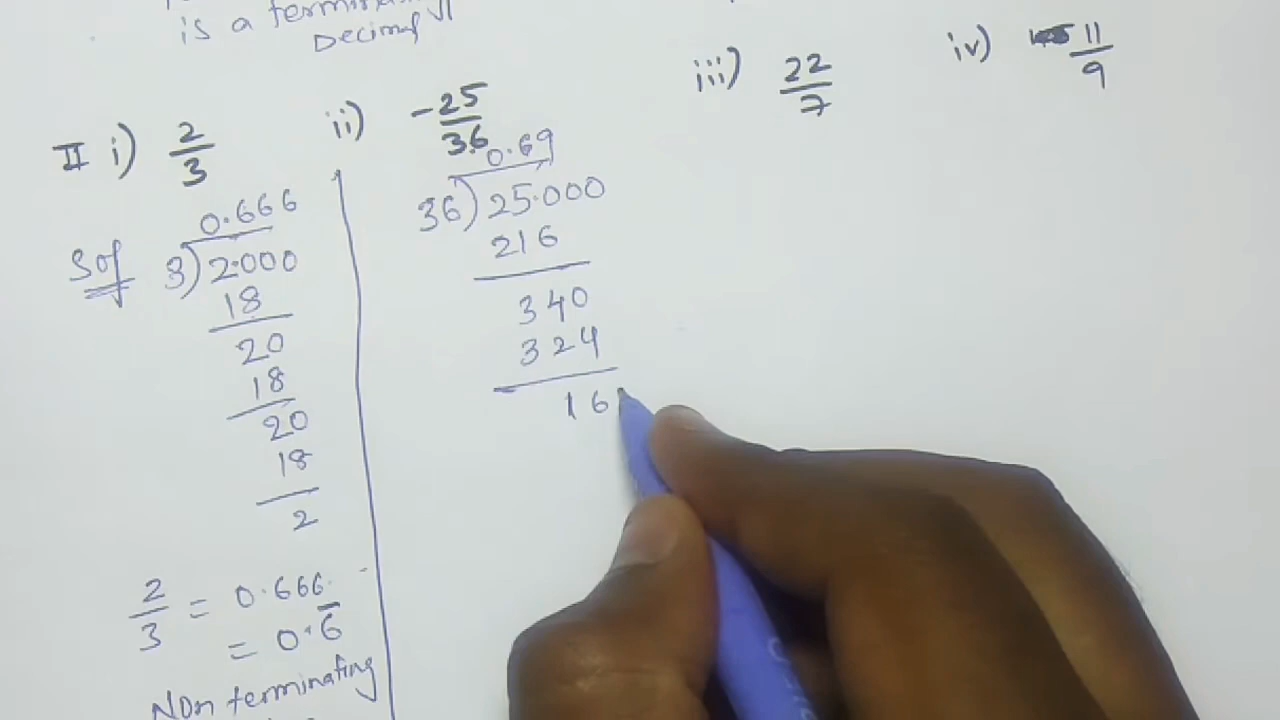 is a terminating
Decimal
II i) 2/3
ii) -25/36
iii) 22/7
iv) 11/9
Sol
0.666
3)2.000
18
20
18
20
18
2
2/3 = 0.666
= 0.6̅
Non terminating
0.69
36)25.000
216
340
324
16